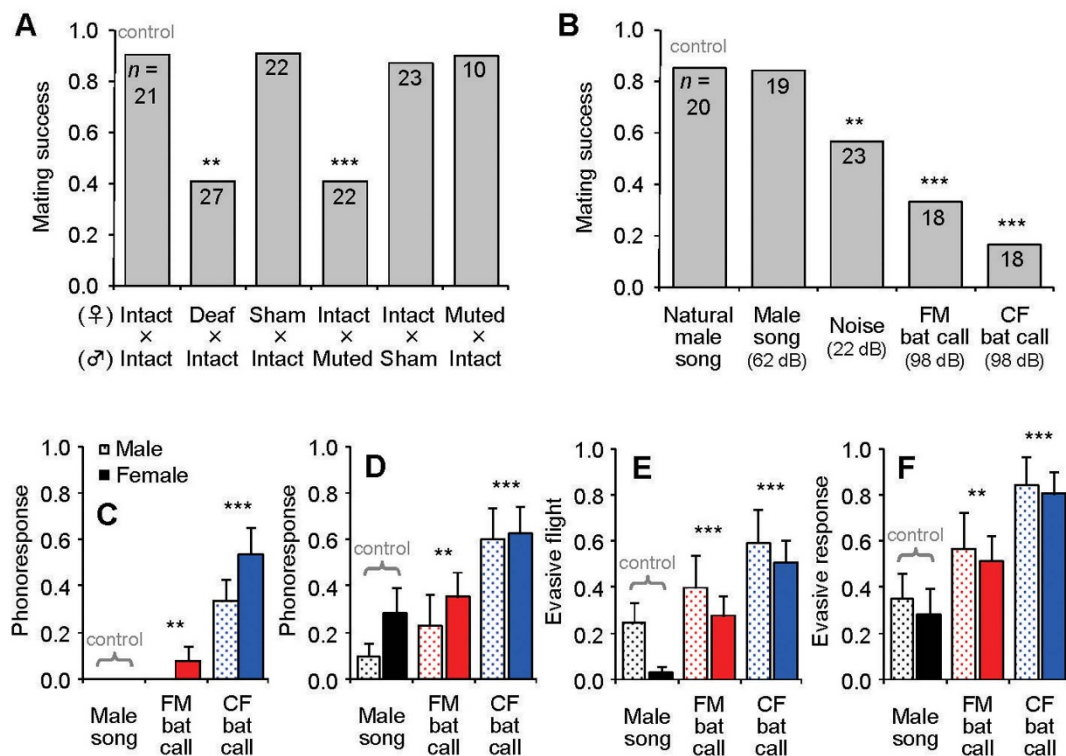 A
control
n =
21
**
27
22
***
22
23
10
Mating success
1.0
0.8
0.6
0.4
0.2
0.0
(♀) Intact Deaf Sham Intact Intact Muted
× × × × × ×
(♂) Intact Intact Intact Muted Sham Intact
B
control
n =
20
19
**
23
***
18
***
18
Mating success
1.0
0.8
0.6
0.4
0.2
0.0
Natural
male
song
Male
song
(62 dB)
Noise
(22 dB)
FM
bat call
(98 dB)
CF
bat call
(98 dB)
C
Male
Female
control
**
***
Phonoresponse
1.0
0.8
0.6
0.4
0.2
0.0
Male
song
FM
bat
call
CF
bat
call
D
control
**
***
Phonoresponse
1.0
0.8
0.6
0.4
0.2
0.0
Male
song
FM
bat
call
CF
bat
call
E
control
***
***
Evasive flight
1.0
0.8
0.6
0.4
0.2
0.0
Male
song
FM
bat
call
CF
bat
call
F
control
**
***
Evasive response
1.0
0.8
0.6
0.4
0.2
0.0
Male
song
FM
bat
call
CF
bat
call